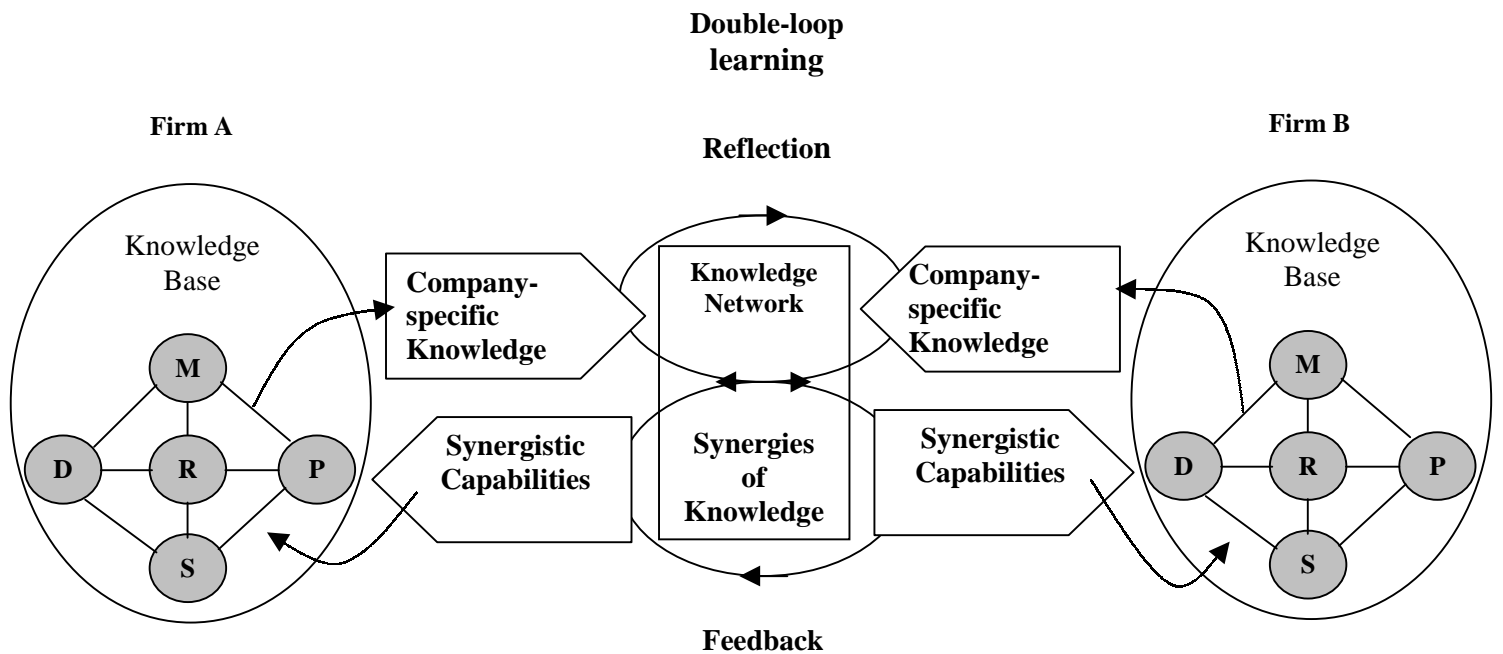 Double-loop
learning
Firm A
Firm B
Reflection
Knowledge
Base
Knowledge
Base
Company-
specific
Knowledge
Knowledge
Network
Company-
specific
Knowledge
M
D
R
P
S
M
D
R
P
S
Synergistic
Capabilities
Synergies
of
Knowledge
Synergistic
Capabilities
Feedback